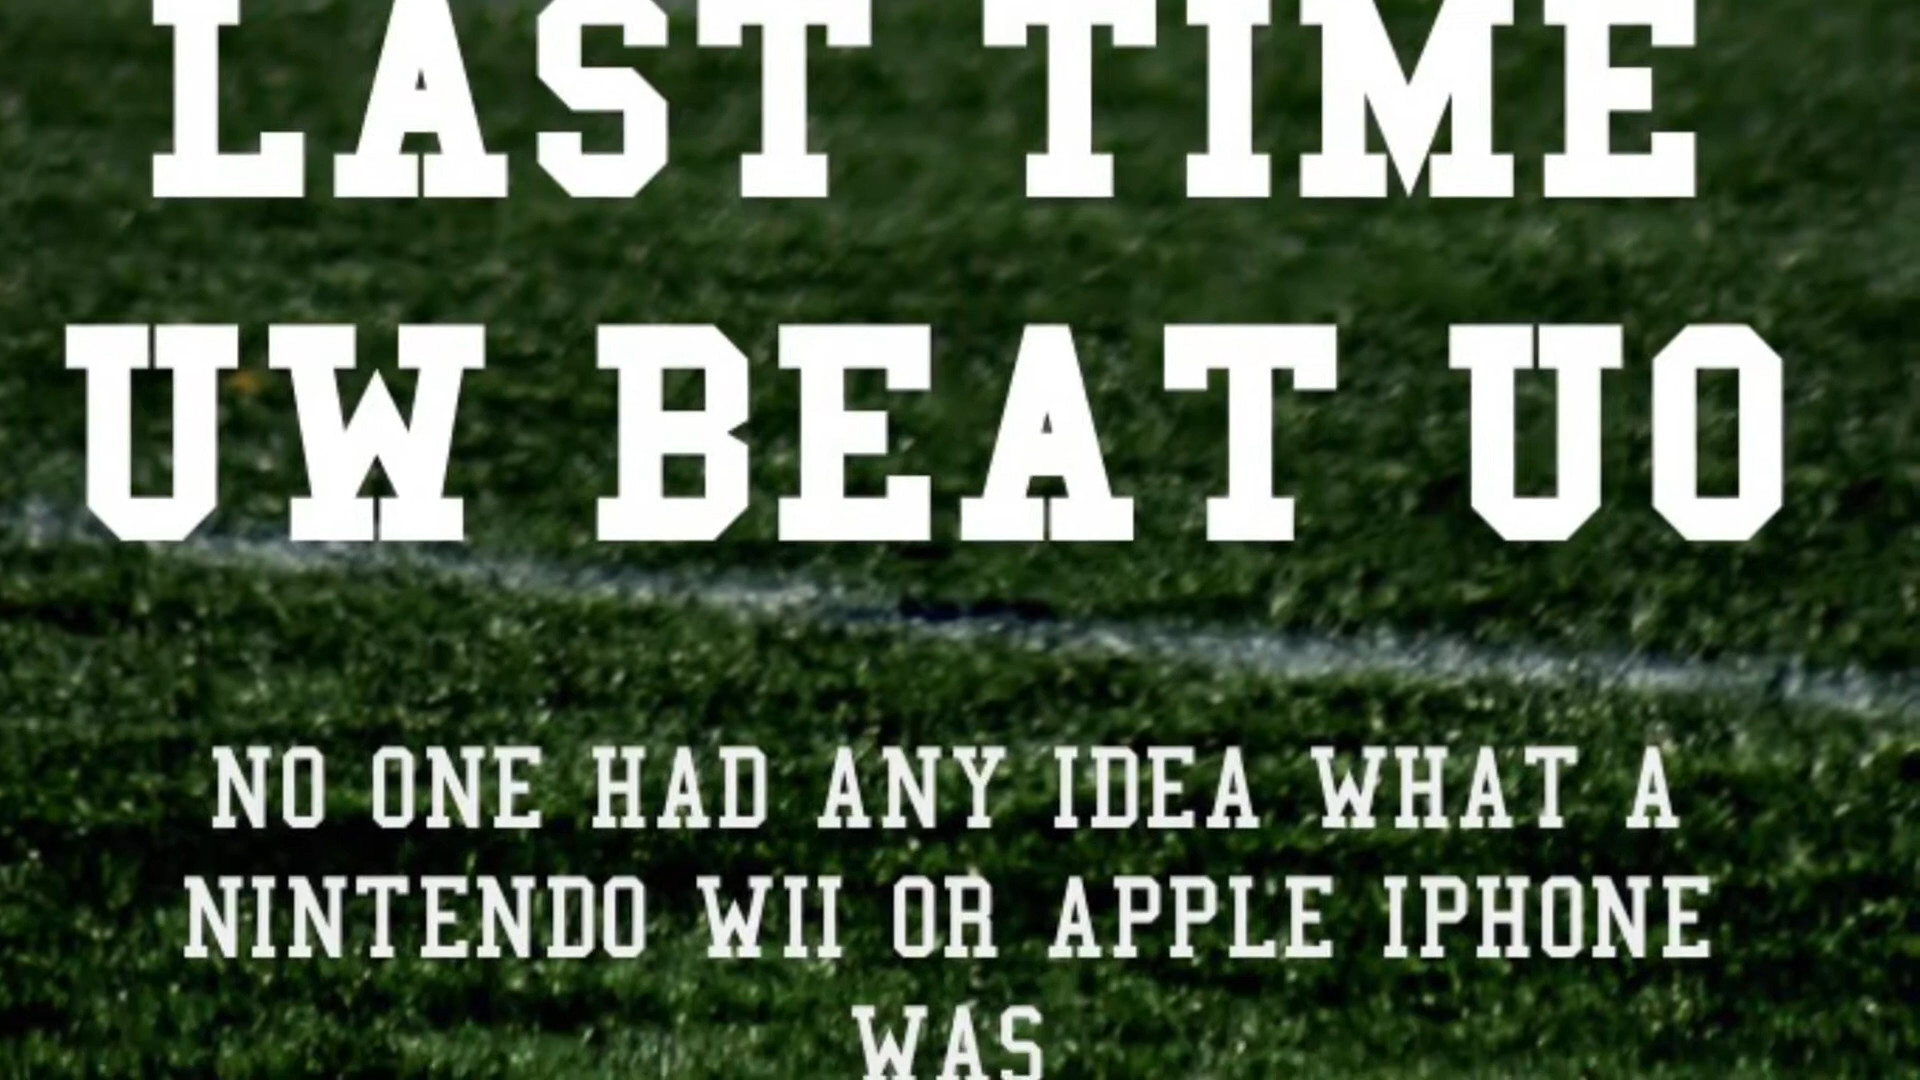 LAST TIME
UW BEAT UO
NO ONE HAD ANY IDEA WHAT A
NINTENDO WII OR APPLE IPHONE
WAS